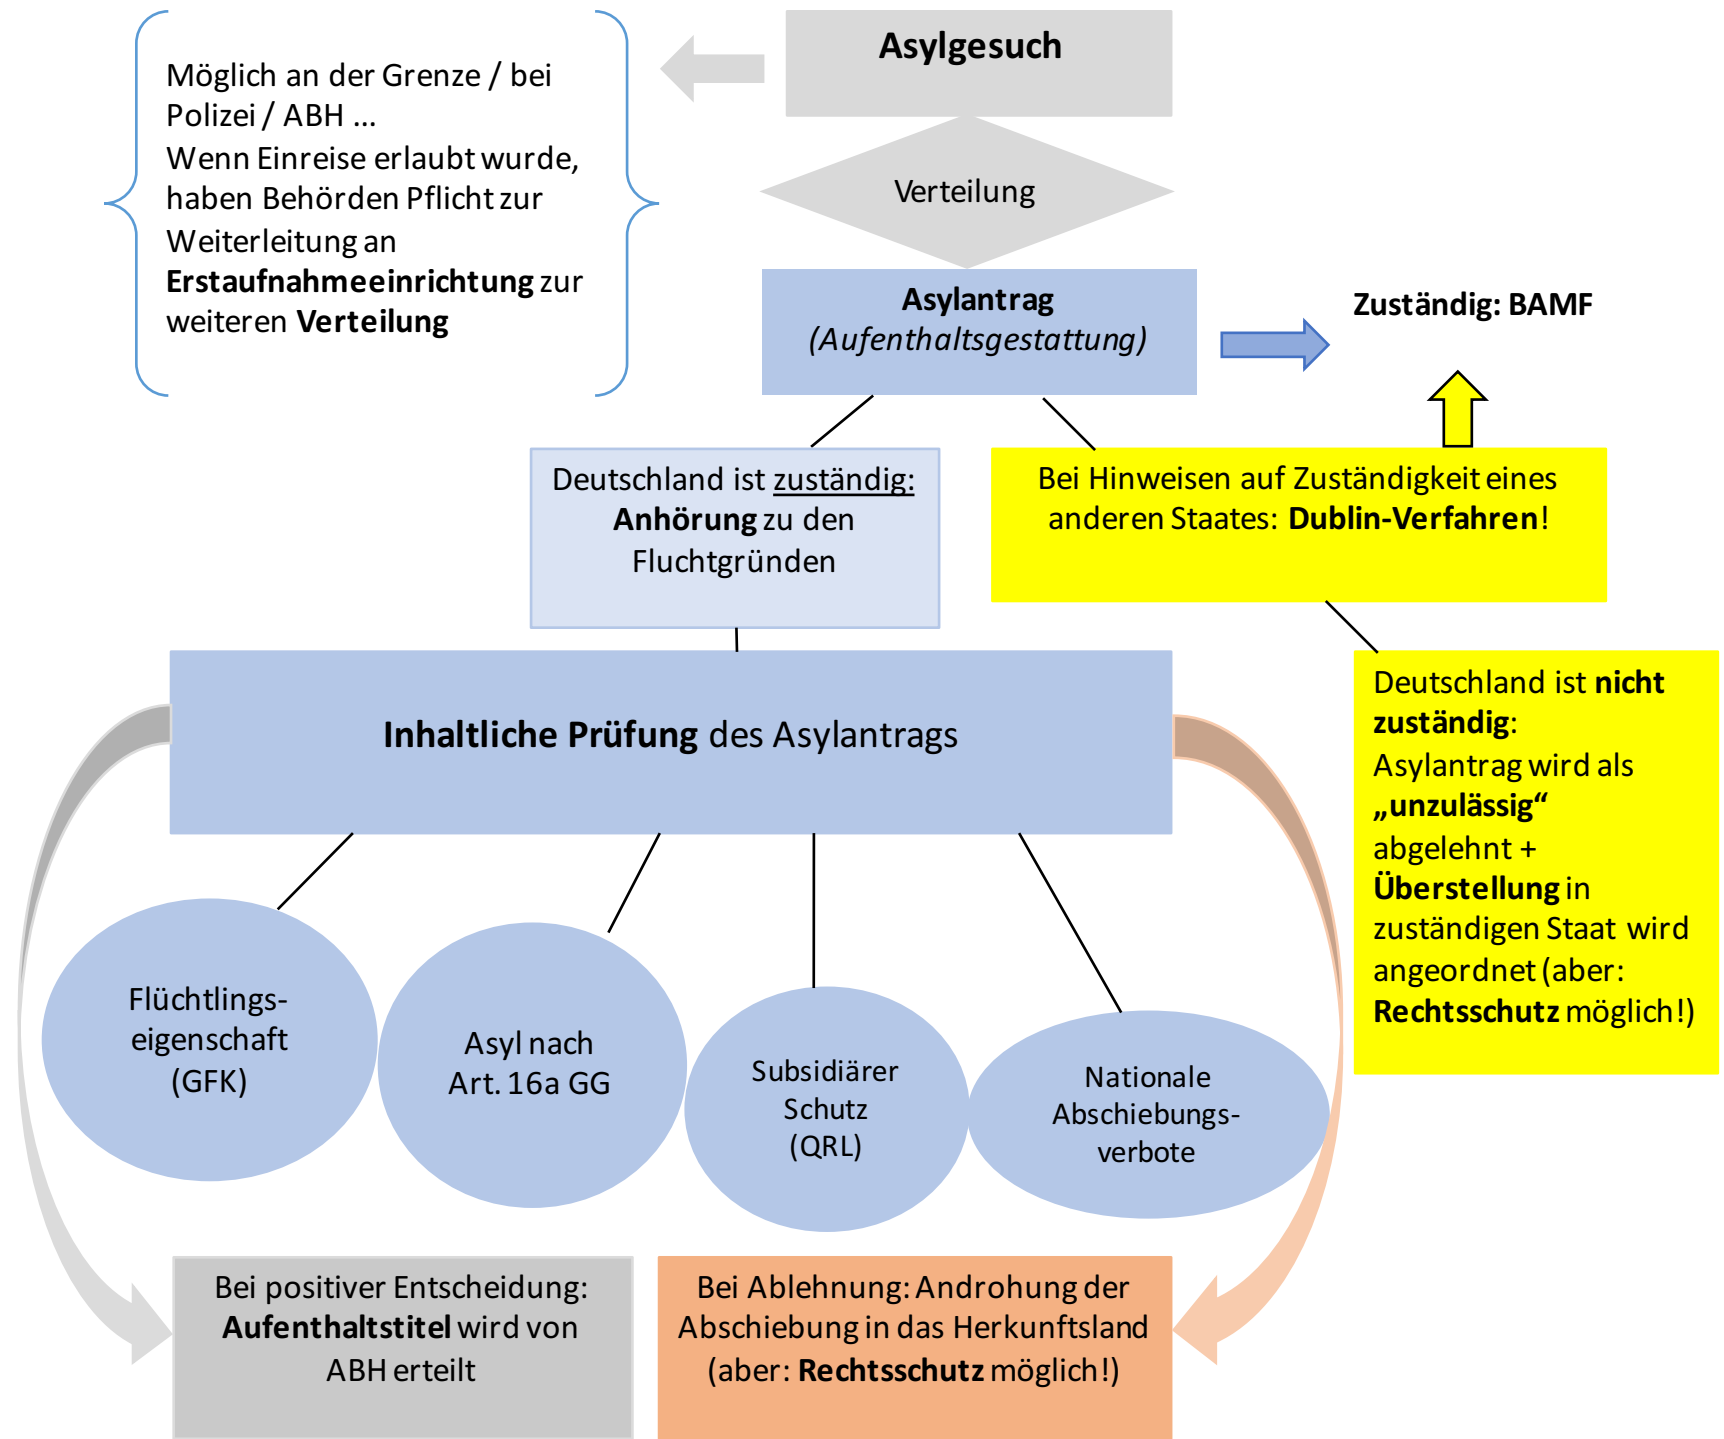 Asylgesuch
Möglich an der Grenze / bei
Polizei / ABH ...
Wenn Einreise erlaubt wurde,
haben Behörden Pflicht zur
Weiterleitung an
Erstaufnahmeeinrichtung zur
weiteren Verteilung
Verteilung
Asylantrag
(Aufenthaltsgestattung)
Zuständig: BAMF
Deutschland ist zuständig:
Anhörung zu den
Fluchtgründen
Bei Hinweisen auf Zuständigkeit eines
anderen Staates: Dublin-Verfahren!
Inhaltliche Prüfung des Asylantrags
Deutschland ist nicht
zuständig:
Asylantrag wird als
„unzulässig“
abgelehnt +
Überstellung in
zuständigen Staat wird
angeordnet (aber:
Rechtsschutz möglich!)
Flüchtlings-
eigenschaft
(GFK)
Asyl nach
Art. 16a GG
Subsidiärer
Schutz
(QRL)
Nationale
Abschiebungs-
verbote
Bei positiver Entscheidung:
Aufenthaltstitel wird von
ABH erteilt
Bei Ablehnung: Androhung der
Abschiebung in das Herkunftsland
(aber: Rechtsschutz möglich!)